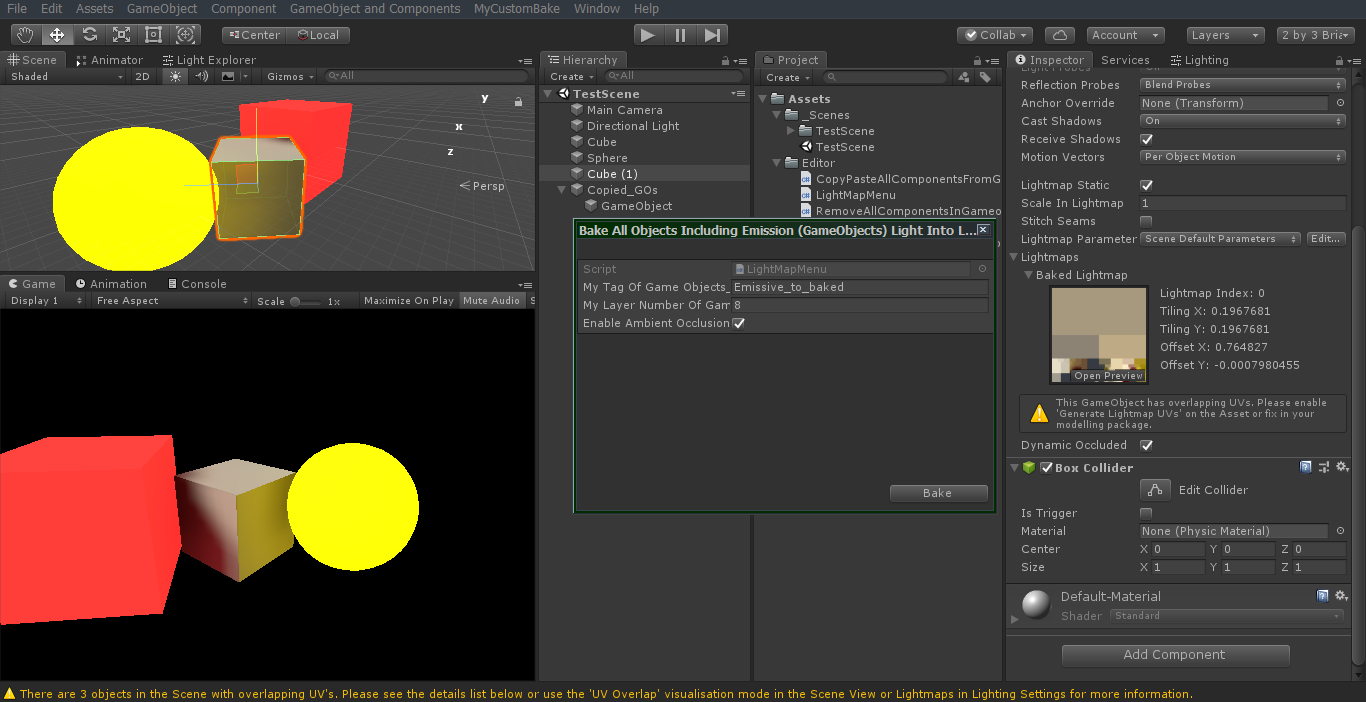 File Edit Assets GameObject Component GameObject and Components MyCustomBake Window Help
Center Local Collab Account Layers 2 by 3 Bria
Scene Animator Light Explorer
Shaded 2D Gizmos All
y
x
z
Persp
Game Animation Console
Display 1 Free Aspect Scale 1x Maximize On Play Mute Audio S
Hierarchy
Create All
TestScene
Main Camera
Directional Light
Cube
Sphere
Cube (1)
Copied_GOs
GameObject
Project
Create
Assets
_Scenes
TestScene
TestScene
Editor
CopyPasteAllComponentsFromG
LightMapMenu
RemoveAllComponentsInGameo
Bake All Objects Including Emission (GameObjects) Light Into L...
Script LightMapMenu
My Tag Of Game Objects_ Emissive_to_baked
My Layer Number Of Gam 8
Enable Ambient Occlusion
Bake
Inspector Services Lighting
Reflection Probes Blend Probes
Anchor Override None (Transform)
Cast Shadows On
Receive Shadows
Motion Vectors Per Object Motion
Lightmap Static
Scale In Lightmap 1
Stitch Seams
Lightmap Parameter Scene Default Parameters Edit...
Lightmaps
Baked Lightmap
Lightmap Index: 0
Tiling X: 0.1967681
Tiling Y: 0.1967681
Offset X: 0.764827
Offset Y: -0.0007980455
Open Preview
This GameObject has overlapping UVs. Please enable
'Generate Lightmap UVs' on the Asset or fix in your
modelling package.
Dynamic Occluded
Box Collider
Edit Collider
Is Trigger
Material None (Physic Material)
Center X 0 Y 0 Z 0
Size X 1 Y 1 Z 1
Default-Material
Shader Standard
Add Component
There are 3 objects in the Scene with overlapping UV's. Please see the details list below or use the 'UV Overlap' visualisation mode in the Scene View or Lightmaps in Lighting Settings for more information.